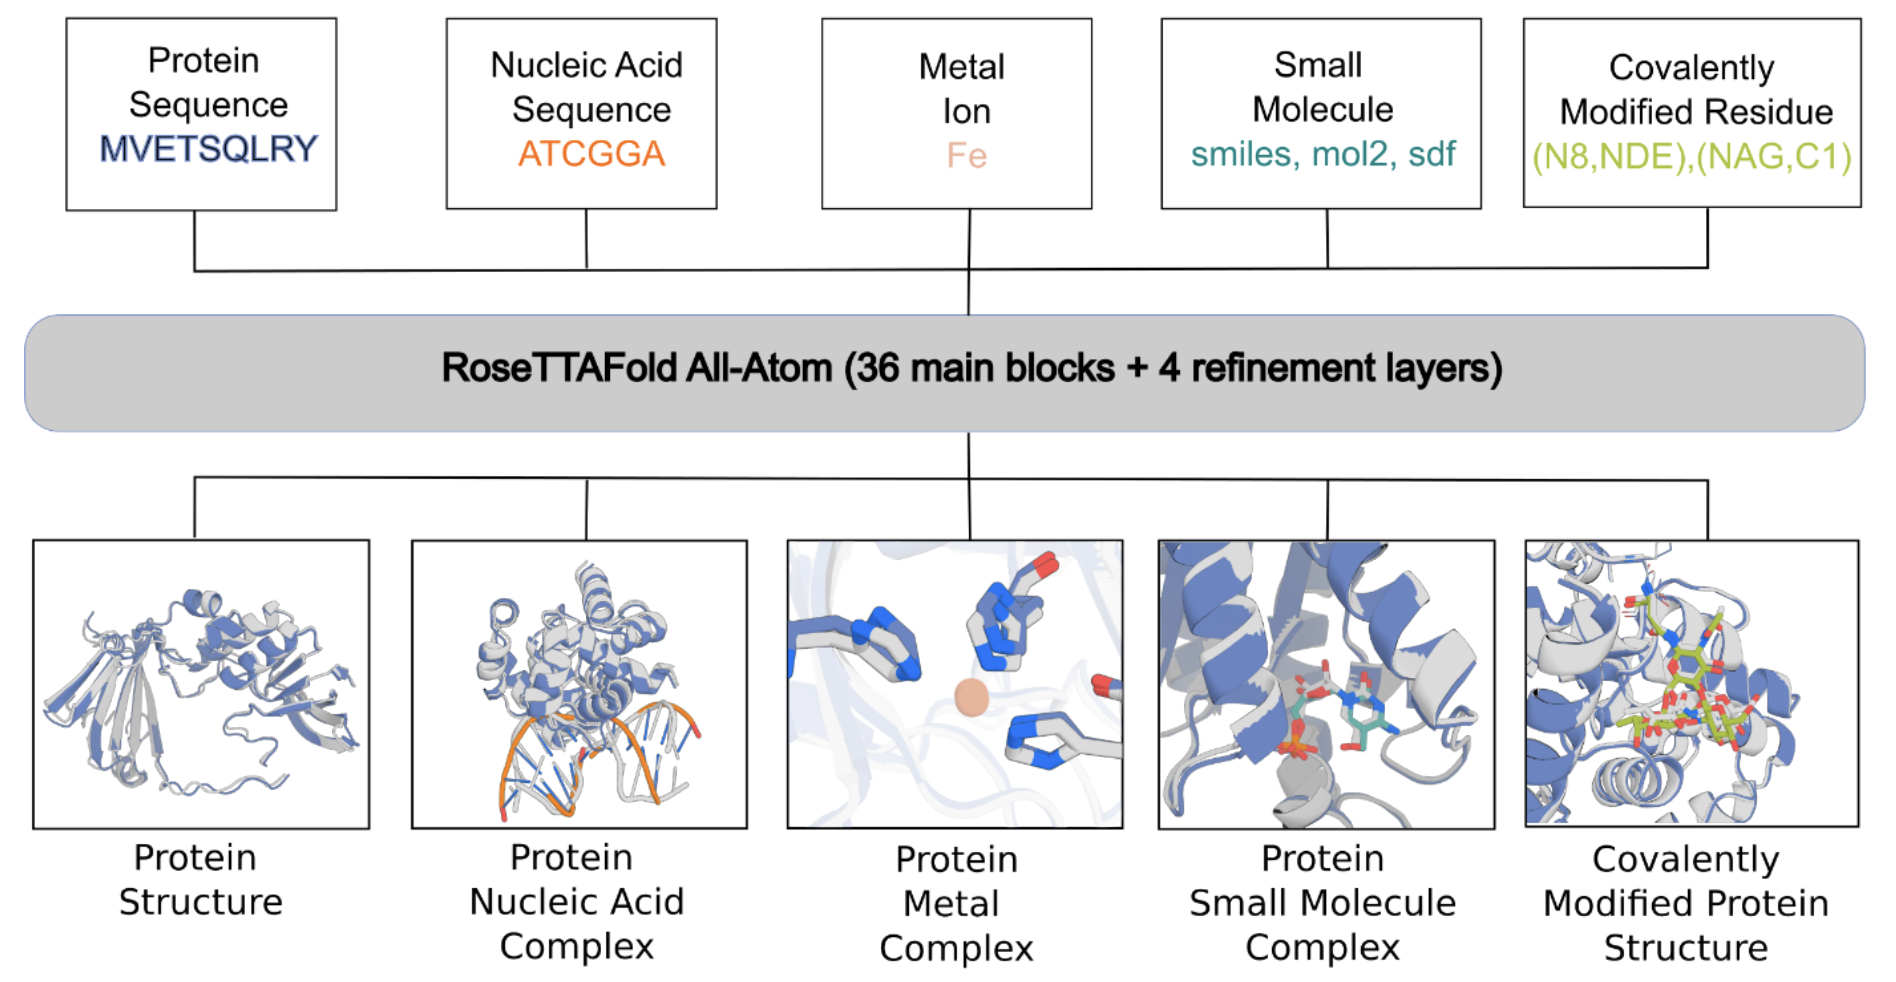 Protein
Sequence
MVETSQLRY
Nucleic Acid
Sequence
ATCGGA
Metal
Ion
Fe
Small
Molecule
smiles, mol2, sdf
Covalently
Modified Residue
(N8,NDE),(NAG,C1)
RoseTTAFold All-Atom (36 main blocks + 4 refinement layers)
Protein
Structure
Protein
Nucleic Acid
Complex
Protein
Metal
Complex
Protein
Small Molecule
Complex
Covalently
Modified Protein
Structure